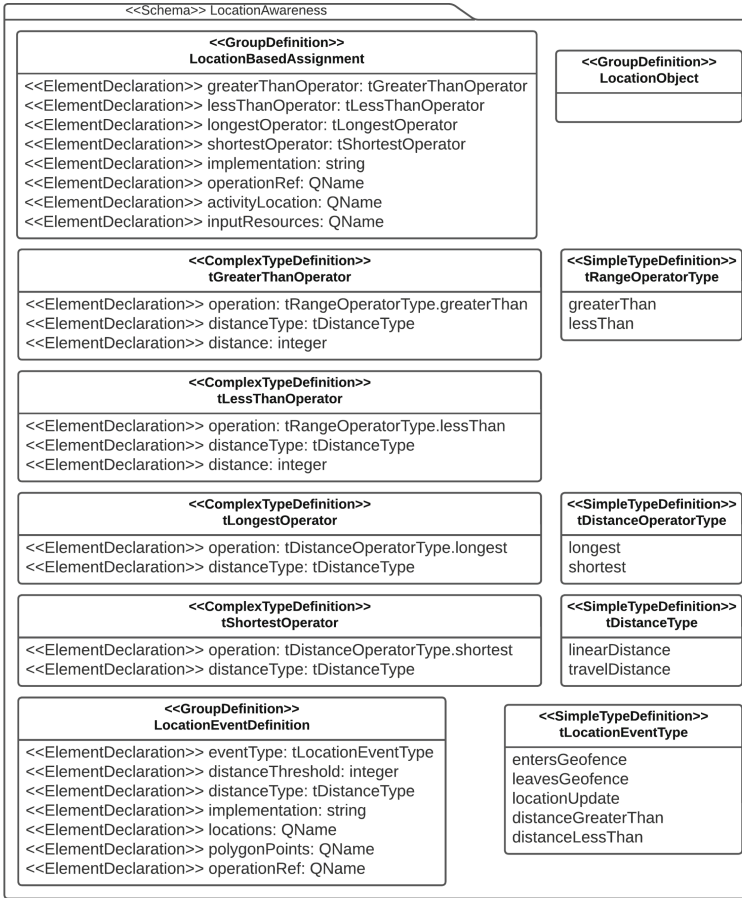 <<Schema>> LocationAwareness
<<GroupDefinition>>
LocationBasedAssignment
<<ElementDeclaration>> greaterThanOperator: tGreaterThanOperator
<<ElementDeclaration>> lessThanOperator: tLessThanOperator
<<ElementDeclaration>> longestOperator: tLongestOperator
<<ElementDeclaration>> shortestOperator: tShortestOperator
<<ElementDeclaration>> implementation: string
<<ElementDeclaration>> operationRef: QName
<<ElementDeclaration>> activityLocation: QName
<<ElementDeclaration>> inputResources: QName
<<GroupDefinition>>
LocationObject
<<ComplexTypeDefinition>>
tGreaterThanOperator
<<ElementDeclaration>> operation: tRangeOperatorType.greaterThan
<<ElementDeclaration>> distanceType: tDistanceType
<<ElementDeclaration>> distance: integer
<<SimpleTypeDefinition>>
tRangeOperatorType
greaterThan
lessThan
<<ComplexTypeDefinition>>
tLessThanOperator
<<ElementDeclaration>> operation: tRangeOperatorType.lessThan
<<ElementDeclaration>> distanceType: tDistanceType
<<ElementDeclaration>> distance: integer
<<ComplexTypeDefinition>>
tLongestOperator
<<ElementDeclaration>> operation: tDistanceOperatorType.longest
<<ElementDeclaration>> distanceType: tDistanceType
<<SimpleTypeDefinition>>
tDistanceOperatorType
longest
shortest
<<ComplexTypeDefinition>>
tShortestOperator
<<ElementDeclaration>> operation: tDistanceOperatorType.shortest
<<ElementDeclaration>> distanceType: tDistanceType
<<SimpleTypeDefinition>>
tDistanceType
linearDistance
travelDistance
<<GroupDefinition>>
LocationEventDefinition
<<ElementDeclaration>> eventType: tLocationEventType
<<ElementDeclaration>> distanceThreshold: integer
<<ElementDeclaration>> distanceType: tDistanceType
<<ElementDeclaration>> implementation: string
<<ElementDeclaration>> locations: QName
<<ElementDeclaration>> polygonPoints: QName
<<ElementDeclaration>> operationRef: QName
<<SimpleTypeDefinition>>
tLocationEventType
entersGeofence
leavesGeofence
locationUpdate
distanceGreaterThan
distanceLessThan